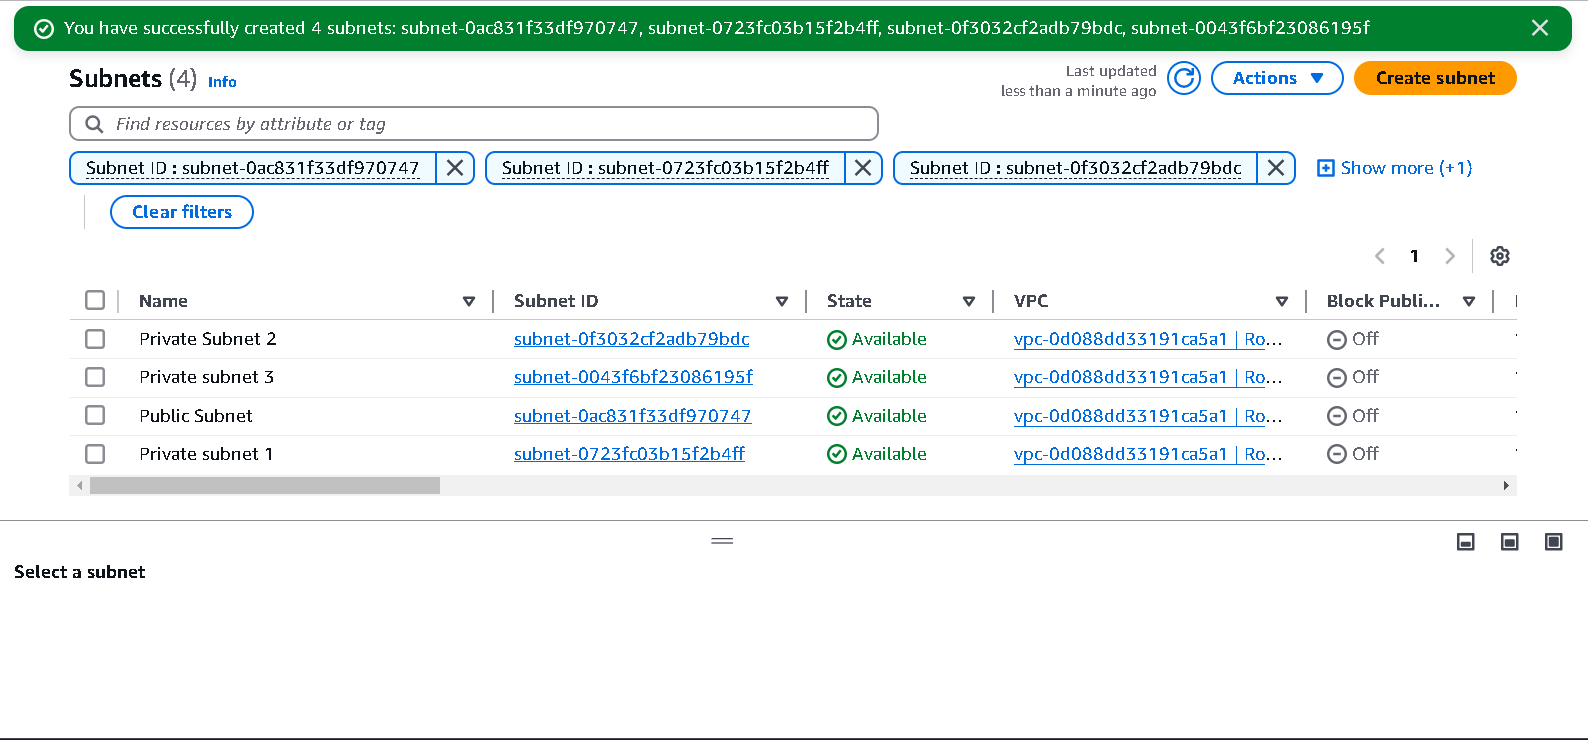 You have successfully created 4 subnets: subnet-0ac831f33df970747, subnet-0723fc03b15f2b4ff, subnet-0f3032cf2adb79bdc, subnet-0043f6bf23086195f
Subnets (4) Info
Last updated
less than a minute ago
Actions
Create subnet
Find resources by attribute or tag
Subnet ID : subnet-0ac831f33df970747 Subnet ID : subnet-0723fc03b15f2b4ff Subnet ID : subnet-0f3032cf2adb79bdc Show more (+1)
Clear filters
1
Name Subnet ID State VPC Block Publi...
Private Subnet 2 subnet-0f3032cf2adb79bdc Available vpc-0d088dd33191ca5a1 | Ro... Off
Private subnet 3 subnet-0043f6bf23086195f Available vpc-0d088dd33191ca5a1 | Ro... Off
Public Subnet subnet-0ac831f33df970747 Available vpc-0d088dd33191ca5a1 | Ro... Off
Private subnet 1 subnet-0723fc03b15f2b4ff Available vpc-0d088dd33191ca5a1 | Ro... Off
Select a subnet